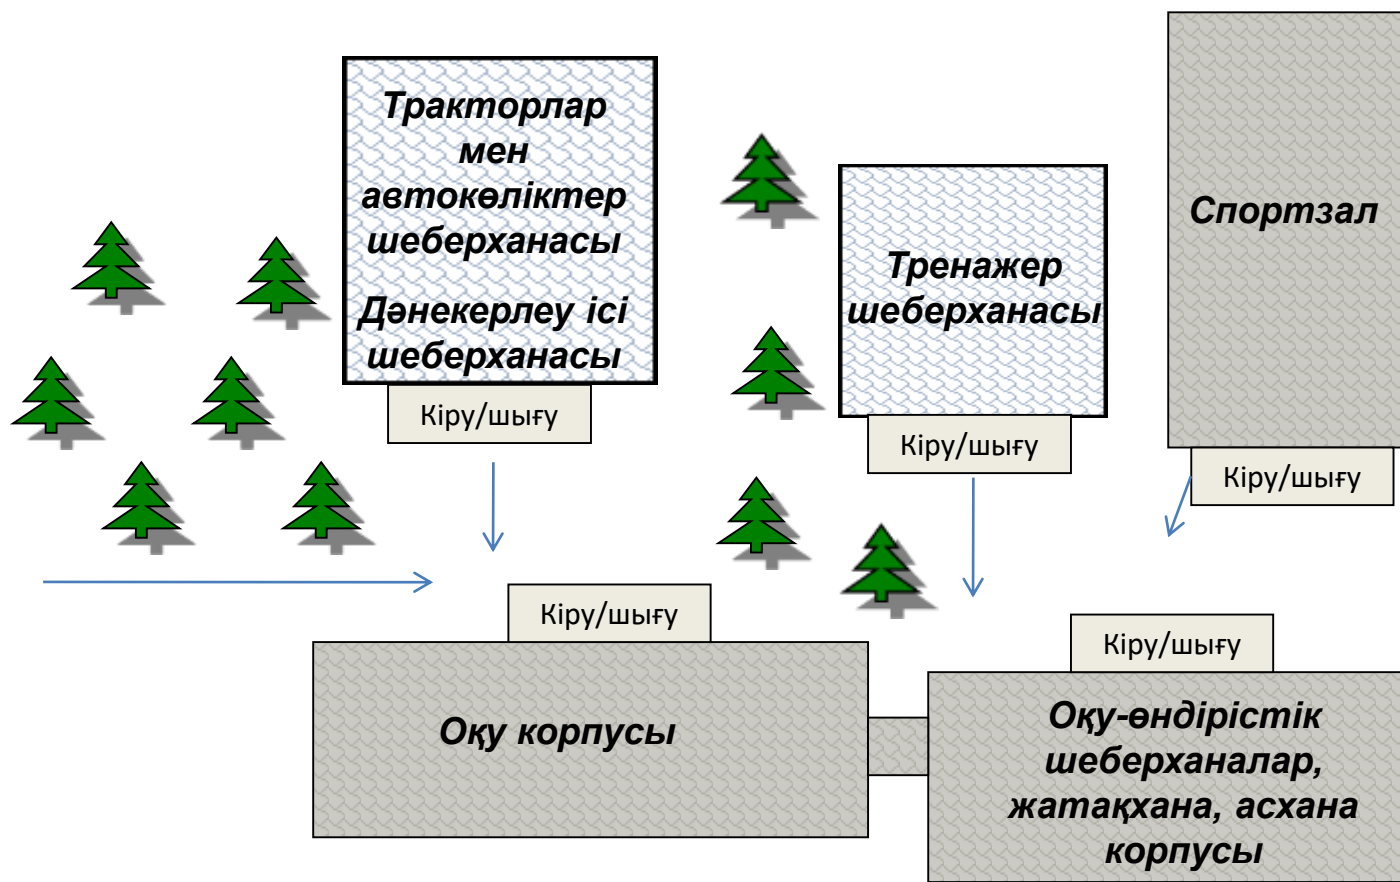 Тракторлар
мен
автокөліктер
шеберханасы
Дәнекерлеу ісі
шеберханасы
Кіру/шығу
Тренажер
шеберханасы
Кіру/шығу
Спортзал
Кіру/шығу
Кіру/шығу
Оқу корпусы
Кіру/шығу
Оқу-өндірістік
шеберханалар,
жатақхана, асхана
корпусы